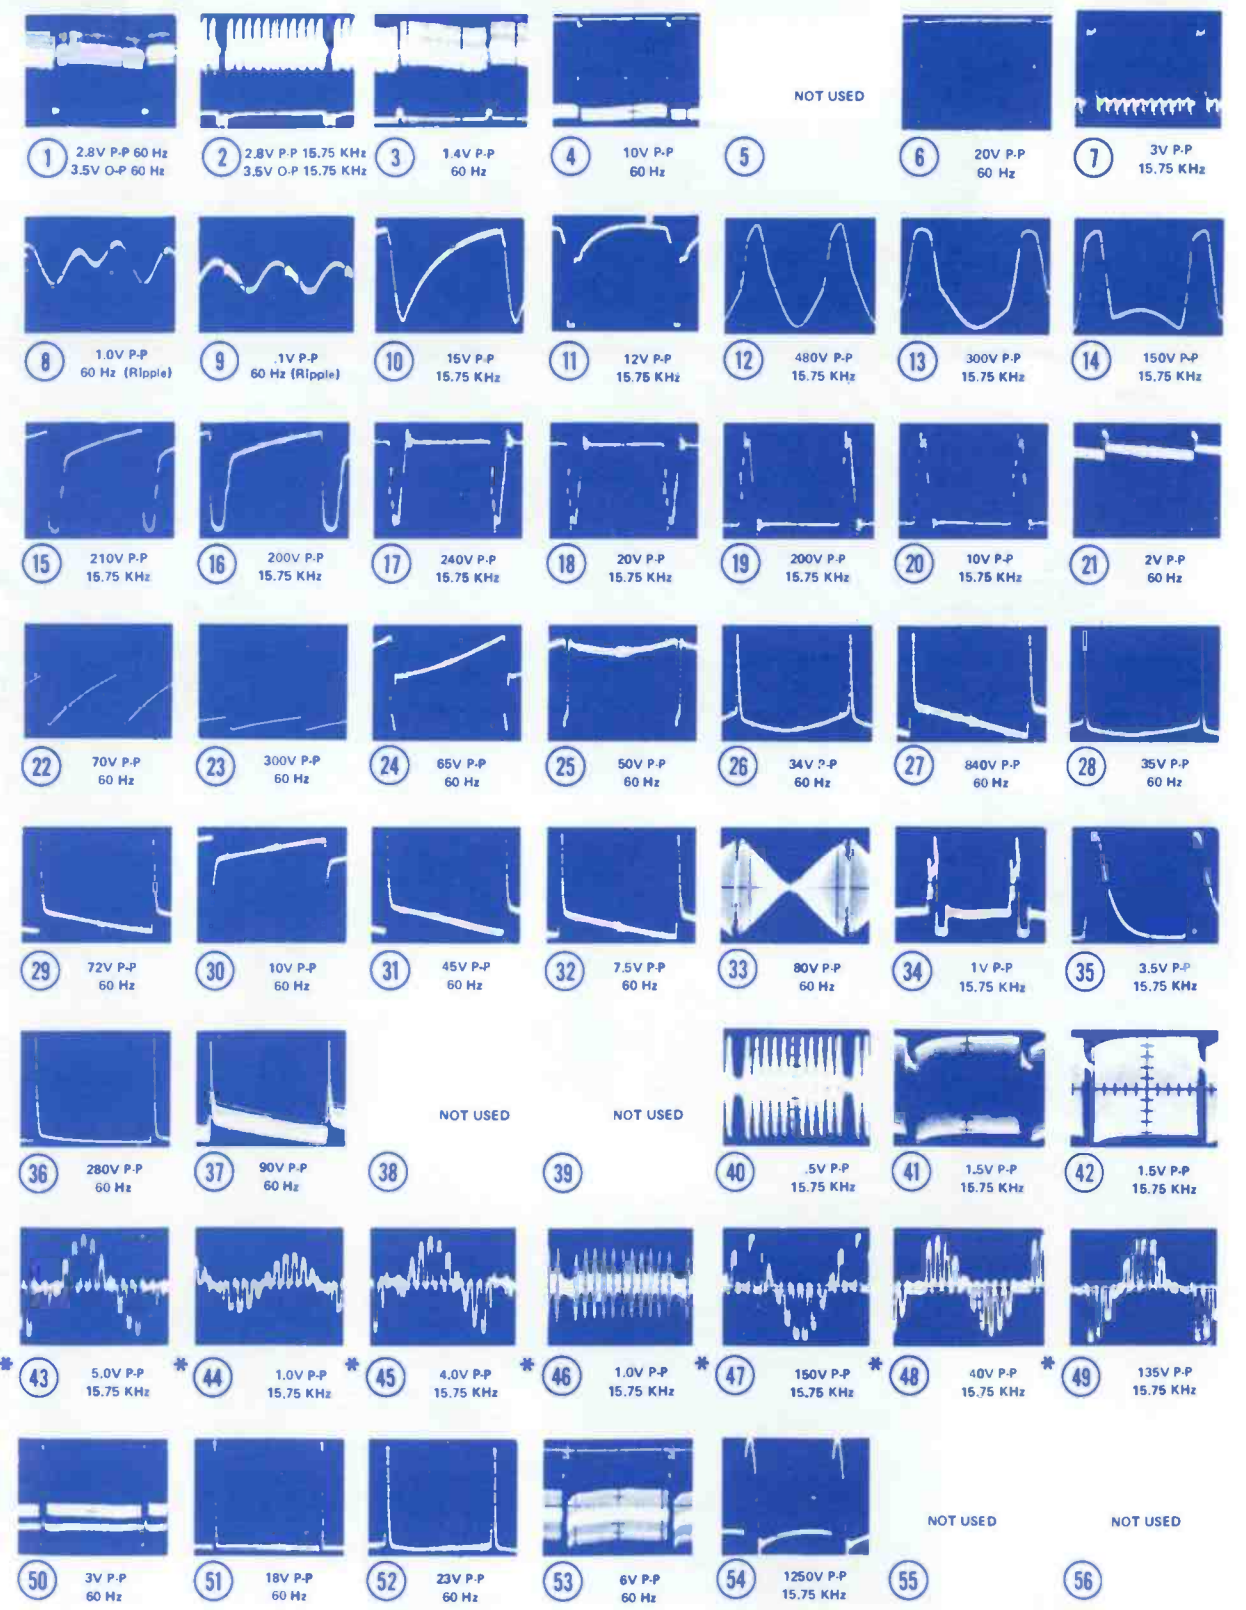 1 2.8V P-P 60 Hz
3.5V O-P 60 Hz
2 2.8V P-P 15.75 KHz
3.5V O-P 15.75 KHz
3 1.4V P-P
60 Hz
4 10V P-P
60 Hz
NOT USED
5
6 20V P-P
60 Hz
7 3V P-P
15.75 KHz
8 1.0V P-P
60 Hz (Ripple)
9 .1V P-P
60 Hz (Ripple)
10 15V P-P
15.75 KHz
11 12V P-P
15.75 KHz
12 480V P-P
15.75 KHz
13 300V P-P
15.75 KHz
14 150V P-P
15.75 KHz
15 210V P-P
15.75 KHz
16 200V P-P
15.75 KHz
17 240V P-P
15.75 KHz
18 20V P-P
15.75 KHz
19 200V P-P
15.75 KHz
20 10V P-P
15.75 KHz
21 2V P-P
60 Hz
22 70V P-P
60 Hz
23 300V P-P
60 Hz
24 65V P-P
60 Hz
25 50V P-P
60 Hz
26 34V P-P
60 Hz
27 840V P-P
60 Hz
28 35V P-P
60 Hz
29 72V P-P
60 Hz
30 10V P-P
60 Hz
31 45V P-P
60 Hz
32 7.5V P-P
60 Hz
33 80V P-P
60 Hz
34 1V P-P
15.75 KHz
35 3.5V P-P
15.75 KHz
36 280V P-P
60 Hz
37 90V P-P
60 Hz
NOT USED
38
NOT USED
39
40 .5V P-P
15.75 KHz
41 1.5V P-P
15.75 KHz
42 1.5V P-P
15.75 KHz
* 43 5.0V P-P
15.75 KHz
* 44 1.0V P-P
15.75 KHz
* 45 4.0V P-P
15.75 KHz
* 46 1.0V P-P
15.75 KHz
* 47 150V P-P
15.75 KHz
* 48 40V P-P
15.75 KHz
* 49 135V P-P
15.75 KHz
50 3V P-P
60 Hz
51 18V P-P
60 Hz
52 23V P-P
60 Hz
53 6V P-P
60 Hz
54 1250V P-P
15.75 KHz
NOT USED
55
NOT USED
56